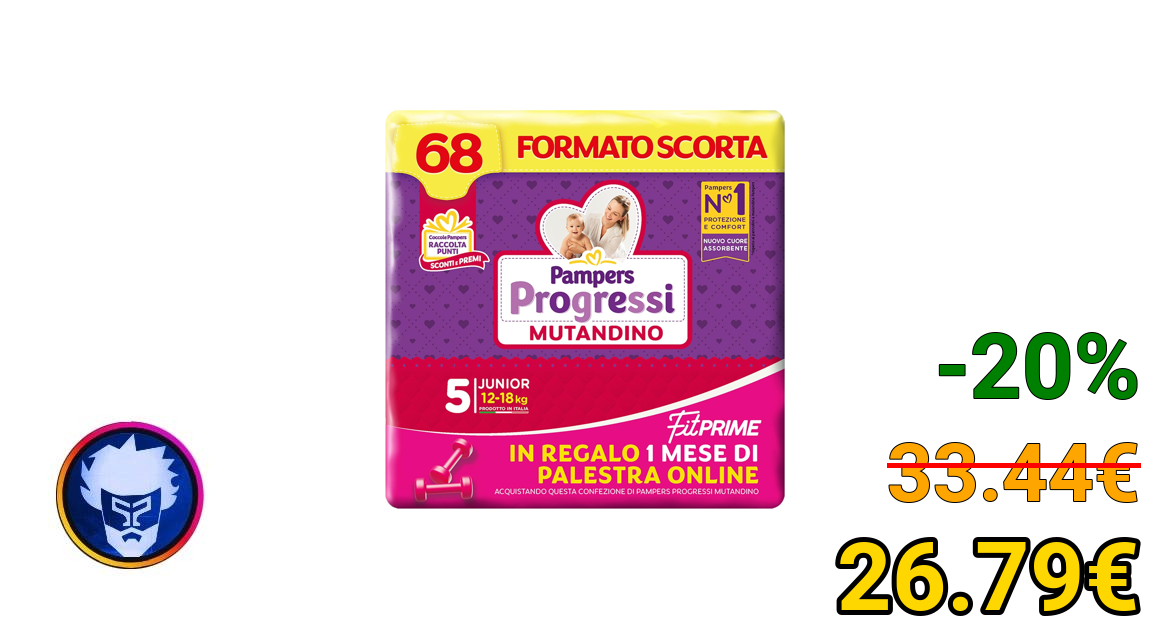 68
FORMATO SCORTA
Coccole Pampers
RACCOLTA
PUNTI
SCONTI e PREMI
Pampers
N°1
PROTEZIONE
E COMFORT
NUOVO CUORE
ASSORBENTE
Pampers
Progressi
MUTANDINO
5 JUNIOR
12-18 kg
PRODOTTO IN ITALIA
FitPRIME
IN REGALO 1 MESE DI
PALESTRA ONLINE
ACQUISTANDO QUESTA CONFEZIONE DI PAMPERS PROGRESSI MUTANDINO
-20%
33.44€
26.79€